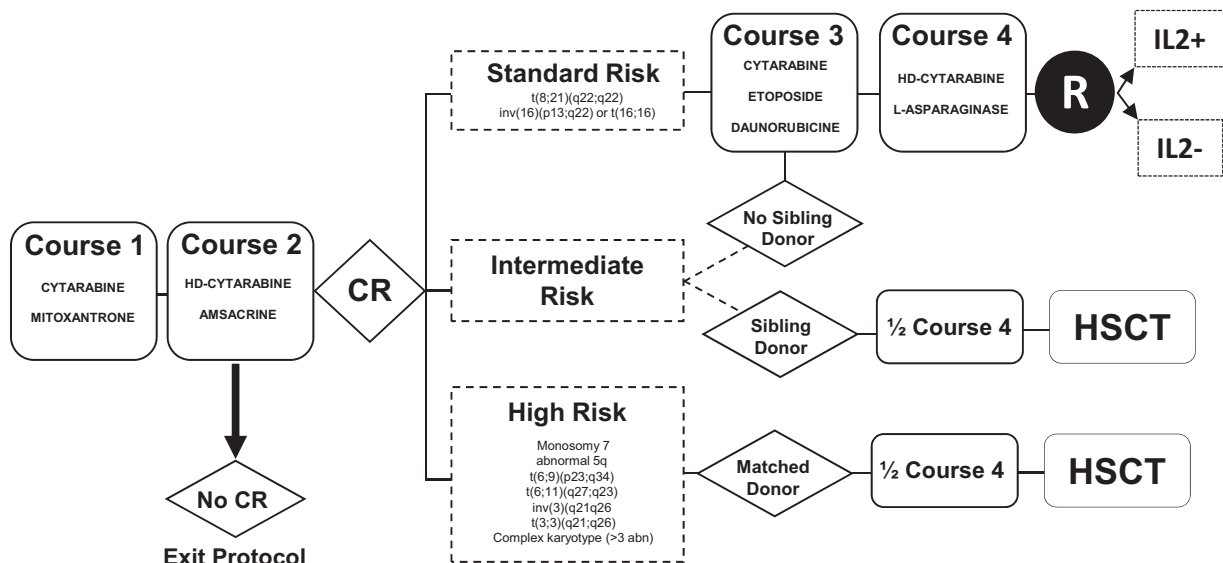 Course 1
CYTARABINE
MITOXANTRONE
Course 2
HD-CYTARABINE
AMSACRINE
No CR
Exit Protocol
CR
Standard Risk
t(8;21)(q22;q22)
inv(16)(p13;q22) or t(16;16)
Course 3
CYTARABINE
ETOPOSIDE
DAUNORUBICINE
Course 4
HD-CYTARABINE
L-ASPARAGINASE
R
IL2+
IL2-
Intermediate
Risk
No Sibling
Donor
Sibling
Donor
½ Course 4
HSCT
High Risk
Monosomy 7
abnormal 5q
t(6;9)(p23;q34)
t(6;11)(q27;q23)
inv(3)(q21q26
t(3;3)(q21;q26)
Complex karyotype (>3 abn)
Matched
Donor
½ Course 4
HSCT